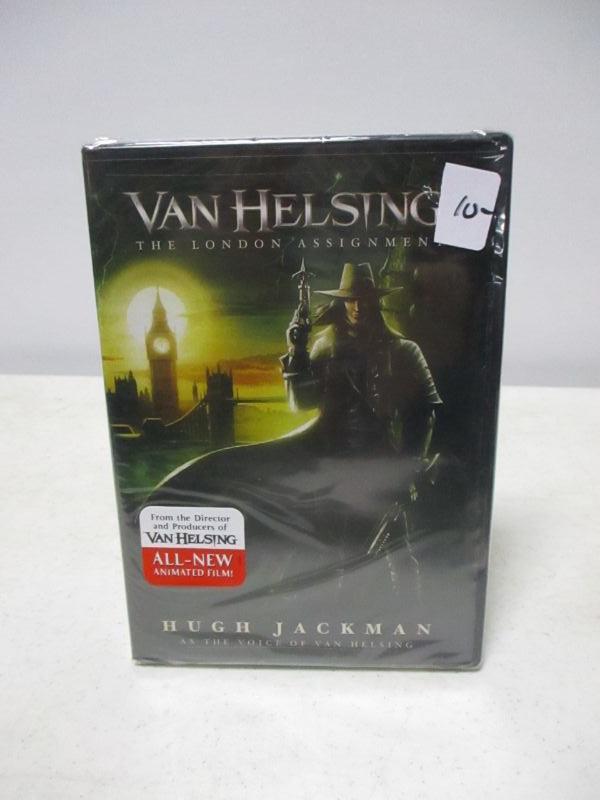 VAN HELSING
10-
THE LONDON ASSIGNMENT
From the Director
and Producers of
VAN HELSING
ALL-NEW
ANIMATED FILM!
HUGH JACKMAN
AS THE VOICE OF VAN HELSING